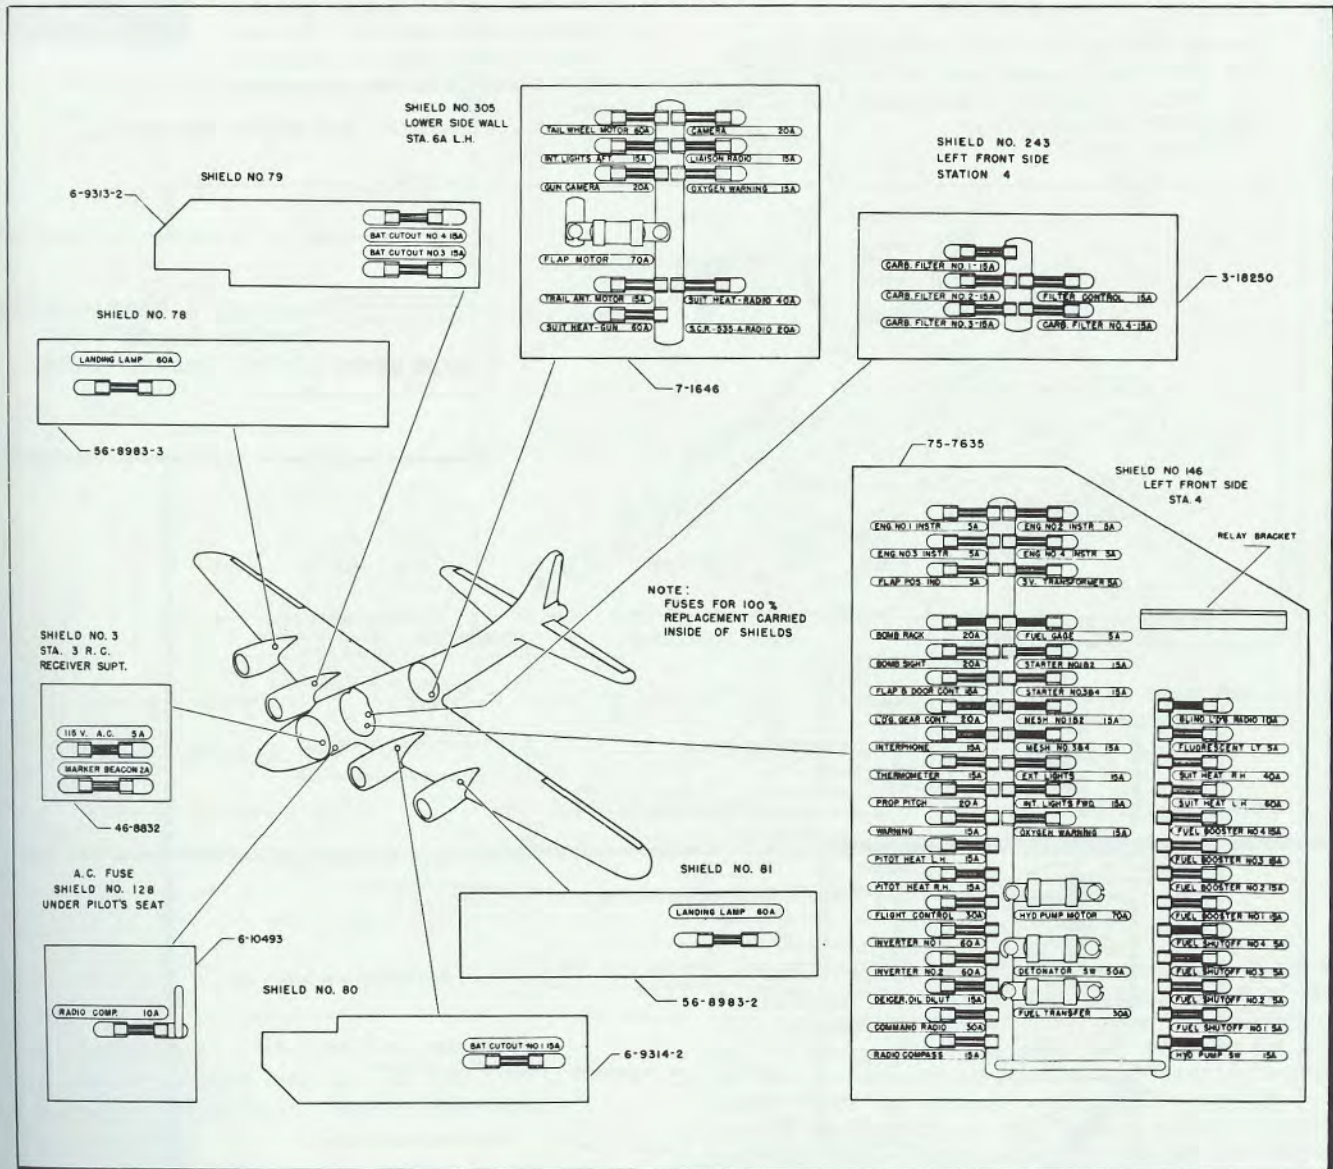 SHIELD NO. 305
LOWER SIDE WALL
STA. 6A L.H.
TAIL WHEEL MOTOR 60A
CAMERA 20A
INT. LIGHTS AFT 15A
LIAISON RADIO 15A
GUN CAMERA 20A
OXYGEN WARNING 15A
FLAP MOTOR 70A
TRAIL ANT. MOTOR 15A
SUIT HEAT-RADIO 40A
SUIT HEAT-GUN 60A
S.C.R.-535-A-RADIO 20A
7-1646
SHIELD NO. 243
LEFT FRONT SIDE
STATION 4
CARB. FILTER NO. 1-15A
CARB. FILTER NO. 2-15A
FILTER CONTROL 15A
CARB. FILTER NO. 3-15A
CARB. FILTER NO. 4-15A
3-18250
SHIELD NO. 79
6-9313-2
BAT CUTOUT NO 4 15A
BAT CUTOUT NO 3 15A
SHIELD NO. 78
LANDING LAMP 60A
56-8983-3
75-7635
SHIELD NO 146
LEFT FRONT SIDE
STA. 4
RELAY BRACKET
ENG NO.1 INSTR 5A
ENG NO.2 INSTR 5A
ENG NO.3 INSTR 5A
ENG NO.4 INSTR 5A
FLAP POS IND 5A
5V. TRANSFORMER 5A
BOMB RACK 20A
FUEL GAGE 5A
BOMB SIGHT 20A
STARTER NO.1&2 15A
FLAP & DOOR CONT
STARTER NO.3&4 15A
L'D'G. GEAR CONT. 20A
MESH NO 1&2 15A
INTERPHONE 15A
MESH NO 3&4 15A
THERMOMETER 15A
EXT LIGHTS 15A
PROP PITCH 20A
INT. LIGHTS FWD. 15A
WARNING 15A
OXYGEN WARNING 15A
PITOT HEAT L.H. 15A
PITOT HEAT R.H. 15A
FLIGHT CONTROL 30A
HYD PUMP MOTOR 70A
INVERTER NO 1 60A
INVERTER NO.2 60A
DETONATOR SW 50A
DEICER, OIL DILUT 15A
FUEL TRANSFER 30A
COMMAND RADIO 30A
RADIO COMPASS 15A
BLIND L'D'G RADIO 10A
FLUORESCENT LT 5A
SUIT HEAT R H 40A
SUIT HEAT L H 60A
FUEL BOOSTER NO 4 15A
FUEL BOOSTER NO.3 15A
FUEL BOOSTER NO.2 15A
FUEL BOOSTER NO 1 15A
FUEL SHUTOFF NO.4 5A
FUEL SHUTOFF NO.3 5A
FUEL SHUTOFF NO.2 5A
FUEL SHUTOFF NO 1 5A
HYD PUMP SW 15A
NOTE:
FUSES FOR 100%
REPLACEMENT CARRIED
INSIDE OF SHIELDS
SHIELD NO. 3
STA. 3 R.C.
RECEIVER SUPT.
115 V. A.C. 5A
MARKER BEACON 2A
46-8832
A.C. FUSE
SHIELD NO. 128
UNDER PILOT'S SEAT
6-10493
RADIO COMP. 10A
SHIELD NO. 80
BAT CUTOUT NO 1 15A
6-9314-2
SHIELD NO. 81
LANDING LAMP 60A
56-8983-2